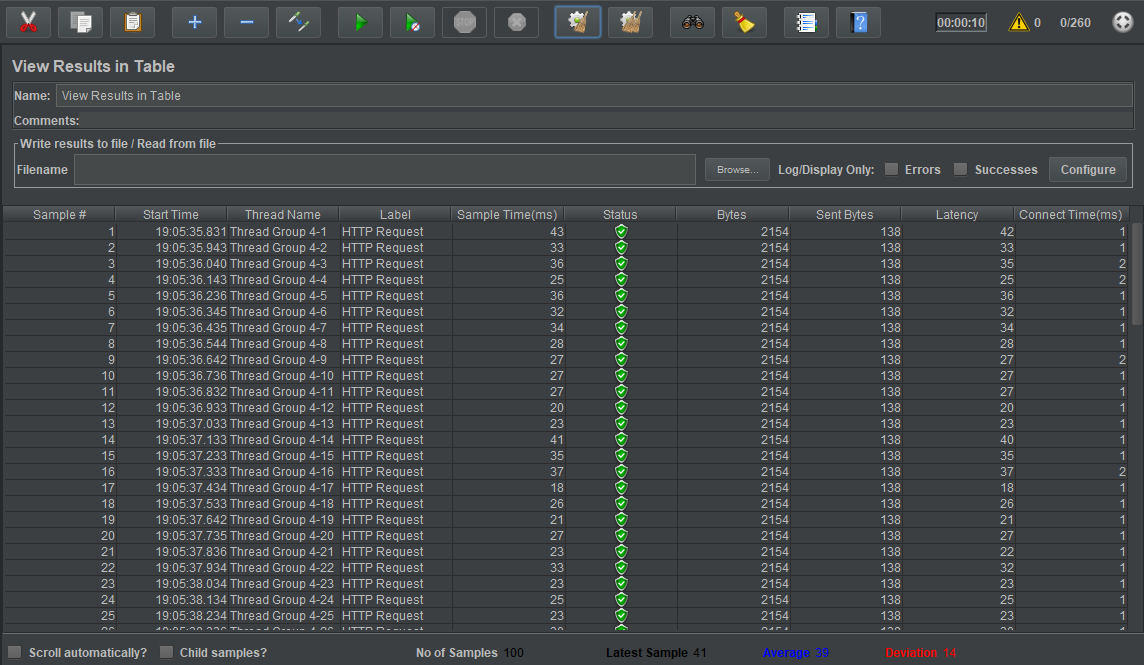 STOP 00:00:10 0 0/260
View Results in Table
Name: View Results in Table
Comments:
Write results to file / Read from file
Filename Browse... Log/Display Only: Errors Successes Configure
Sample # Start Time Thread Name Label Sample Time(ms) Status Bytes Sent Bytes Latency Connect Time(ms)
1 19:05:35.831 Thread Group 4-1 HTTP Request 43 2154 138 42 1
2 19:05:35.943 Thread Group 4-2 HTTP Request 33 2154 138 33 1
3 19:05:36.040 Thread Group 4-3 HTTP Request 36 2154 138 35 2
4 19:05:36.143 Thread Group 4-4 HTTP Request 25 2154 138 25 2
5 19:05:36.236 Thread Group 4-5 HTTP Request 36 2154 138 36 1
6 19:05:36.345 Thread Group 4-6 HTTP Request 32 2154 138 32 1
7 19:05:36.435 Thread Group 4-7 HTTP Request 34 2154 138 34 1
8 19:05:36.544 Thread Group 4-8 HTTP Request 28 2154 138 28 1
9 19:05:36.642 Thread Group 4-9 HTTP Request 27 2154 138 27 2
10 19:05:36.736 Thread Group 4-10 HTTP Request 27 2154 138 27 1
11 19:05:36.832 Thread Group 4-11 HTTP Request 27 2154 138 27 1
12 19:05:36.933 Thread Group 4-12 HTTP Request 20 2154 138 20 1
13 19:05:37.033 Thread Group 4-13 HTTP Request 23 2154 138 23 1
14 19:05:37.133 Thread Group 4-14 HTTP Request 41 2154 138 40 1
15 19:05:37.233 Thread Group 4-15 HTTP Request 35 2154 138 35 1
16 19:05:37.333 Thread Group 4-16 HTTP Request 37 2154 138 37 2
17 19:05:37.434 Thread Group 4-17 HTTP Request 18 2154 138 18 1
18 19:05:37.533 Thread Group 4-18 HTTP Request 26 2154 138 26 1
19 19:05:37.642 Thread Group 4-19 HTTP Request 21 2154 138 21 1
20 19:05:37.735 Thread Group 4-20 HTTP Request 27 2154 138 27 1
21 19:05:37.836 Thread Group 4-21 HTTP Request 23 2154 138 22 1
22 19:05:37.934 Thread Group 4-22 HTTP Request 33 2154 138 32 1
23 19:05:38.034 Thread Group 4-23 HTTP Request 23 2154 138 23 1
24 19:05:38.134 Thread Group 4-24 HTTP Request 25 2154 138 25 1
25 19:05:38.234 Thread Group 4-25 HTTP Request 23 2154 138 23 1
Scroll automatically? Child samples? No of Samples 100 Latest Sample 41 Average 39 Deviation 14